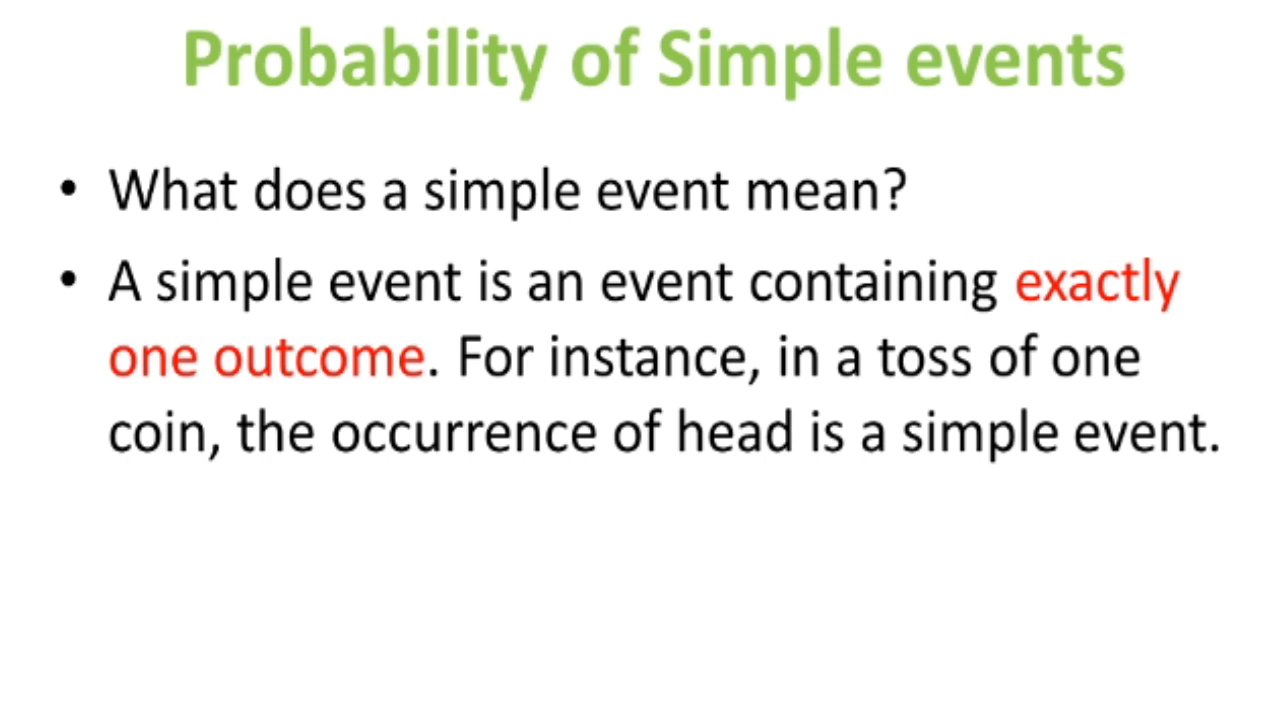 Probability of Simple events
• What does a simple event mean?
• A simple event is an event containing exactly
one outcome. For instance, in a toss of one
coin, the occurrence of head is a simple event.